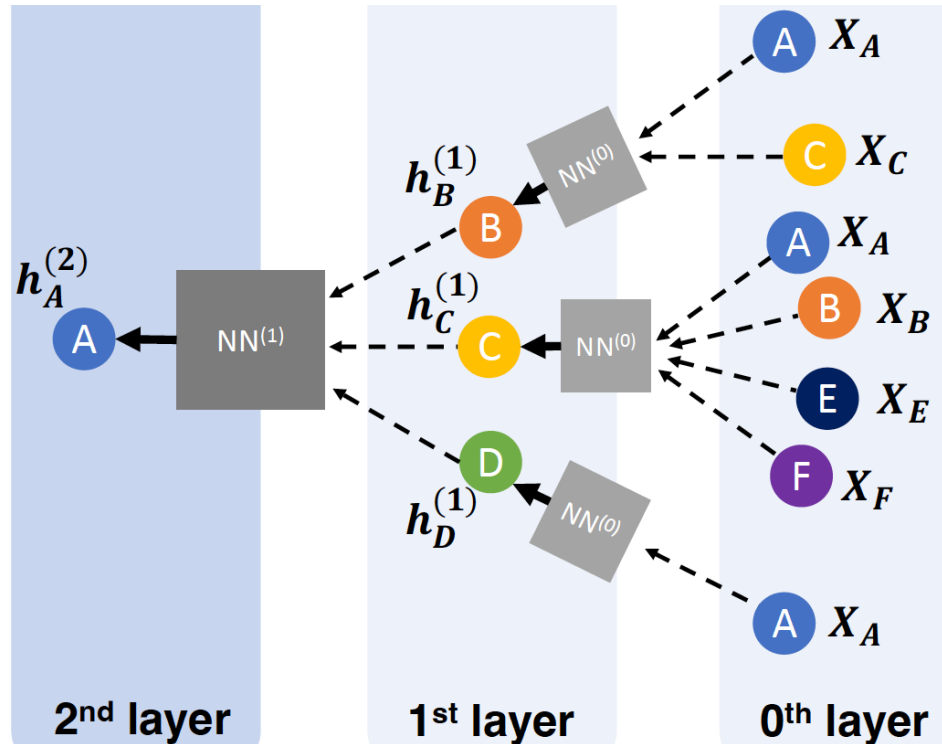 A X_A
C X_C
NN^(0)
h_B^(1)
B
A X_A
h_A^(2)
h_C^(1)
B X_B
A
NN^(1)
C
NN^(0)
E X_E
D
F X_F
h_D^(1)
NN^(0)
A X_A
2nd layer
1st layer
0th layer